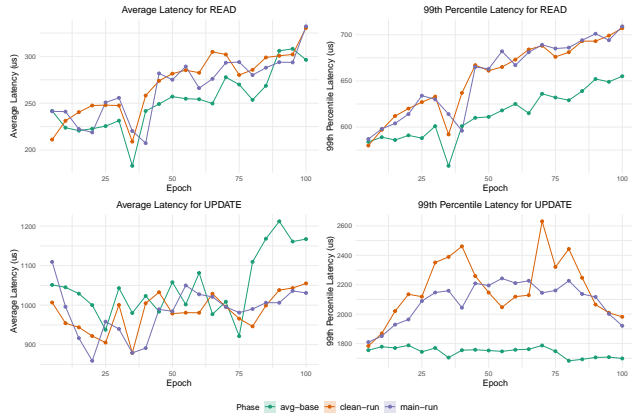 Average Latency for READ
99th Percentile Latency for READ
Average Latency (us)
300
250
200
25
50
75
100
Epoch
99th Percentile Latency (us)
700
650
600
25
50
75
100
Epoch
Average Latency for UPDATE
99th Percentile Latency for UPDATE
Average Latency (us)
1200
1100
1000
900
25
50
75
100
Epoch
99th Percentile Latency (us)
2600
2400
2200
2000
1800
25
50
75
100
Epoch
Phase avg-base clean-run main-run